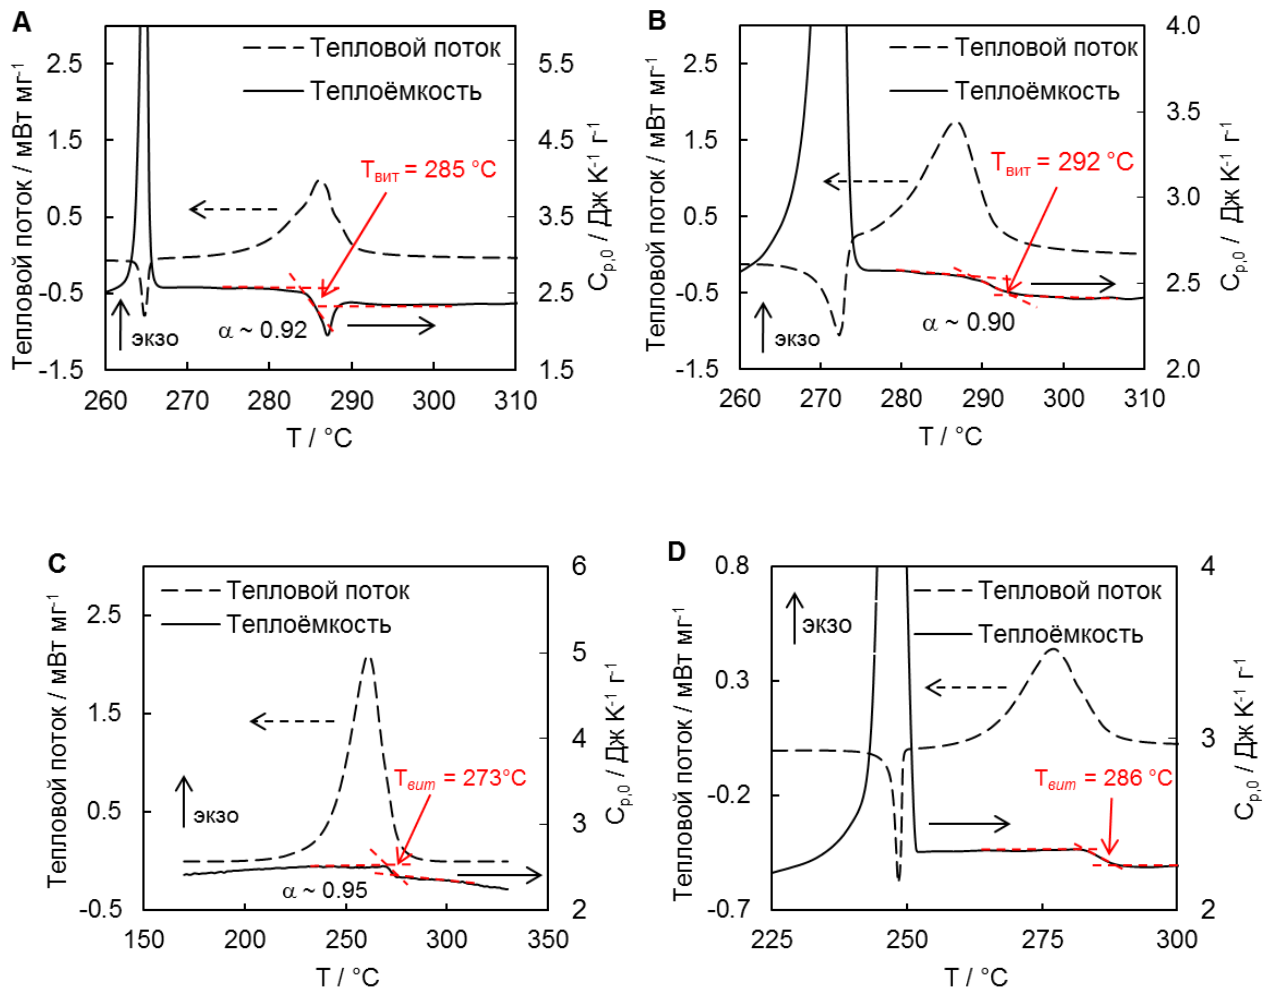 A
Тепловой поток / мВт мг⁻¹
2.5
1.5
0.5
-0.5
-1.5
Тепловой поток
Теплоёмкость
Tвит = 285 °C
α ~ 0.92
экзо
5.5
4.5
3.5
2.5
1.5
Cp,0 / Дж K⁻¹ г⁻¹
260 270 280 290 300 310
T / °C
B
Тепловой поток / мВт мг⁻¹
2.5
1.5
0.5
-0.5
-1.5
Тепловой поток
Теплоёмкость
Tвит = 292 °C
α ~ 0.90
экзо
4.0
3.5
3.0
2.5
2.0
Cp,0 / Дж K⁻¹ г⁻¹
260 270 280 290 300 310
T / °C
C
Тепловой поток / мВт мг⁻¹
2.5
1.5
0.5
-0.5
Тепловой поток
Теплоёмкость
Tвит = 273°C
экзо
α ~ 0.95
6
5
4
3
2
Cp,0 / Дж K⁻¹ г⁻¹
150 200 250 300 350
T / °C
D
Тепловой поток / мВт мг⁻¹
0.8
0.3
-0.2
-0.7
экзо
Тепловой поток
Теплоёмкость
Tвит = 286 °C
4
3
2
Cp,0 / Дж K⁻¹ г⁻¹
225 250 275 300
T / °C